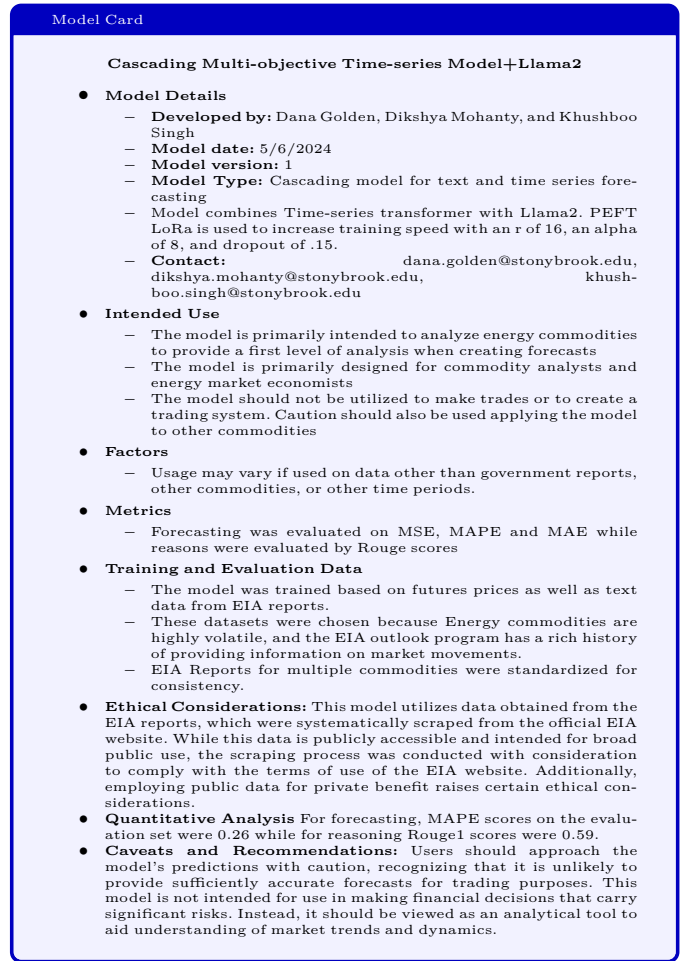 Model Card
Cascading Multi-objective Time-series Model+Llama2
● Model Details
– Developed by: Dana Golden, Dikshya Mohanty, and Khushboo
Singh
– Model date: 5/6/2024
– Model version: 1
– Model Type: Cascading model for text and time series fore-
casting
– Model combines Time-series transformer with Llama2. PEFT
LoRa is used to increase training speed with an r of 16, an alpha
of 8, and dropout of .15.
– Contact: dana.golden@stonybrook.edu,
dikshya.mohanty@stonybrook.edu, khush-
boo.singh@stonybrook.edu
● Intended Use
– The model is primarily intended to analyze energy commodities
to provide a first level of analysis when creating forecasts
– The model is primarily designed for commodity analysts and
energy market economists
– The model should not be utilized to make trades or to create a
trading system. Caution should also be used applying the model
to other commodities
● Factors
– Usage may vary if used on data other than government reports,
other commodities, or other time periods.
● Metrics
– Forecasting was evaluated on MSE, MAPE and MAE while
reasons were evaluated by Rouge scores
● Training and Evaluation Data
– The model was trained based on futures prices as well as text
data from EIA reports.
– These datasets were chosen because Energy commodities are
highly volatile, and the EIA outlook program has a rich history
of providing information on market movements.
– EIA Reports for multiple commodities were standardized for
consistency.
● Ethical Considerations: This model utilizes data obtained from the
EIA reports, which were systematically scraped from the official EIA
website. While this data is publicly accessible and intended for broad
public use, the scraping process was conducted with consideration
to comply with the terms of use of the EIA website. Additionally,
employing public data for private benefit raises certain ethical con-
siderations.
● Quantitative Analysis For forecasting, MAPE scores on the evalu-
ation set were 0.26 while for reasoning Rouge1 scores were 0.59.
● Caveats and Recommendations: Users should approach the
model's predictions with caution, recognizing that it is unlikely to
provide sufficiently accurate forecasts for trading purposes. This
model is not intended for use in making financial decisions that carry
significant risks. Instead, it should be viewed as an analytical tool to
aid understanding of market trends and dynamics.